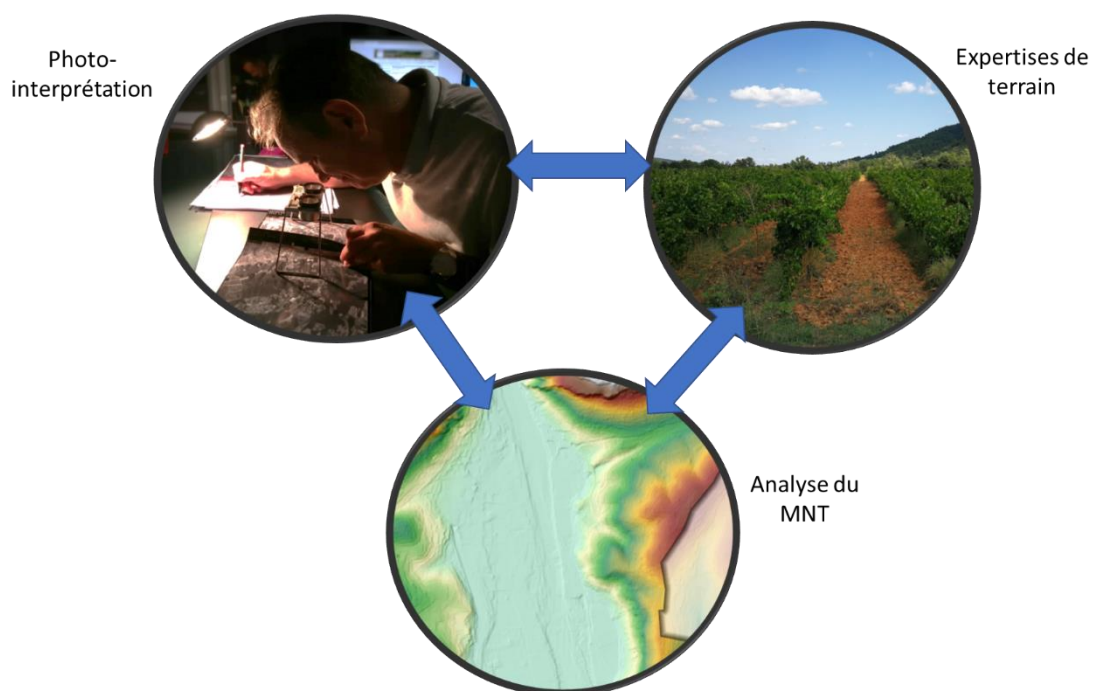 Photo-
interprétation
Expertises de
terrain
Analyse du
MNT